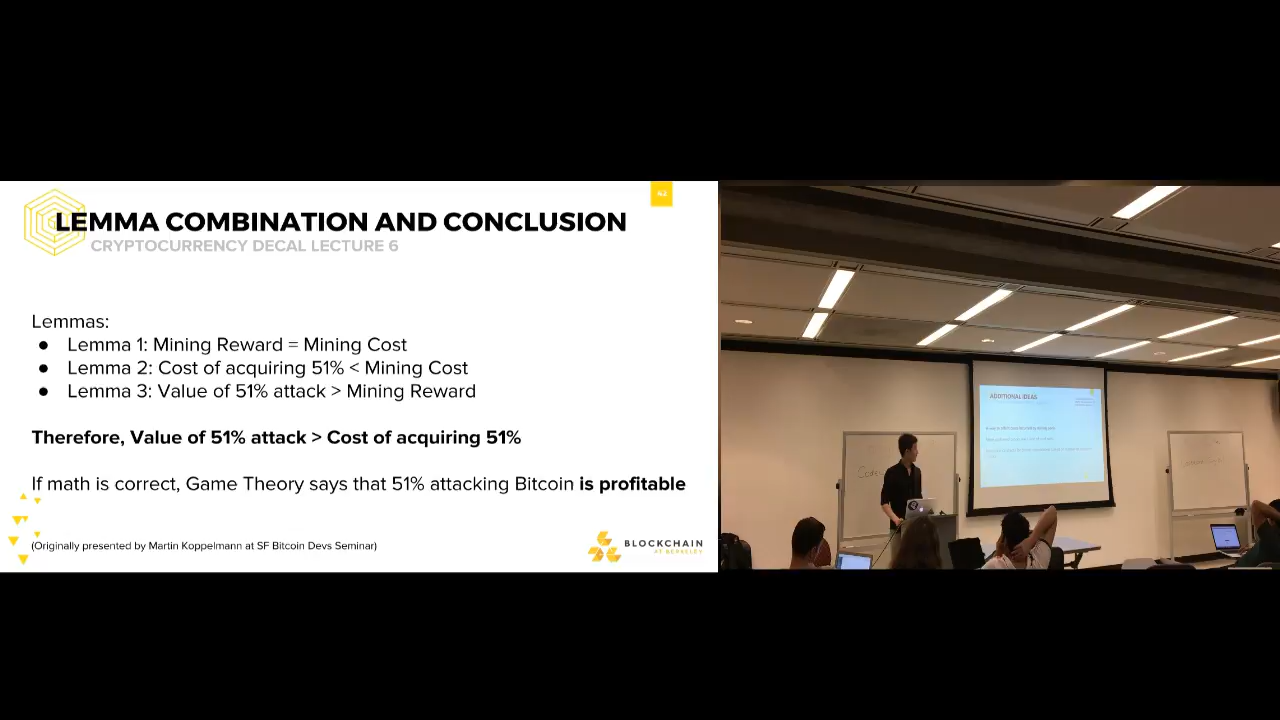 42
LEMMA COMBINATION AND CONCLUSION
CRYPTOCURRENCY DECAL LECTURE 6
Lemmas:
● Lemma 1: Mining Reward = Mining Cost
● Lemma 2: Cost of acquiring 51% < Mining Cost
● Lemma 3: Value of 51% attack > Mining Reward
Therefore, Value of 51% attack > Cost of acquiring 51%
If math is correct, Game Theory says that 51% attacking Bitcoin is profitable
(Originally presented by Martin Koppelmann at SF Bitcoin Devs Seminar)
BLOCKCHAIN
AT BERKELEY
ADDITIONAL IDEAS